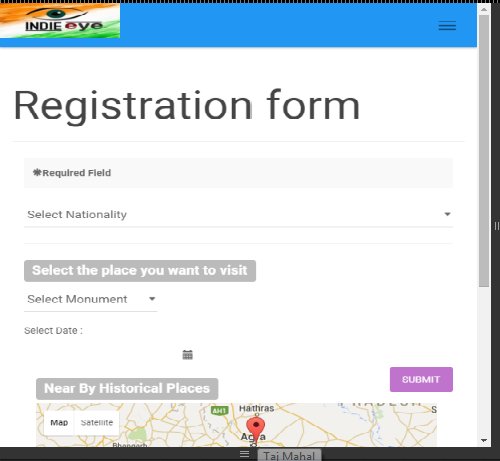 INDIE eye
Registration form
✱Required Field
Select Nationality
Select the place you want to visit
Select Monument
Select Date :
SUBMIT
Near By Historical Places
Map Satellite
AH1
Hathras
Agra
Bharatpur
Taj Mahal